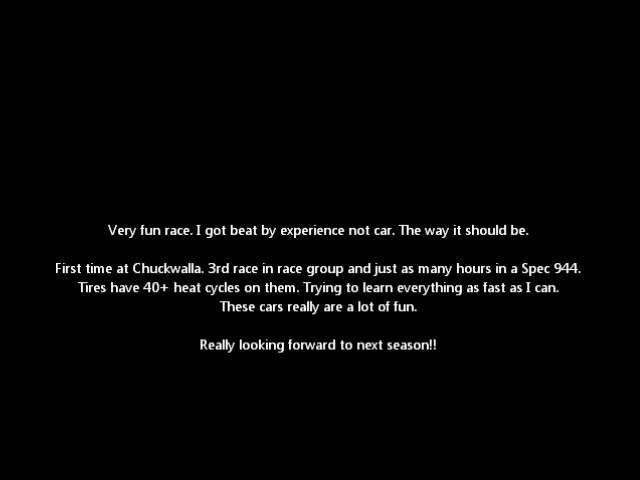 Very fun race. I got beat by experience not car. The way it should be.
First time at Chuckwalla. 3rd race in race group and just as many hours in a Spec 944.
Tires have 40+ heat cycles on them. Trying to learn everything as fast as I can.
These cars really are a lot of fun.
Really looking forward to next season!!